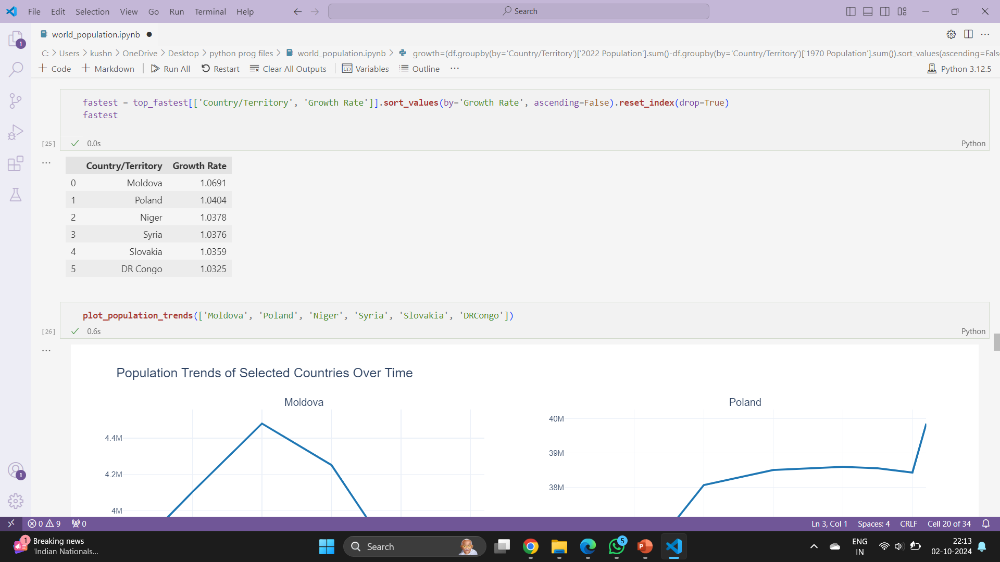 File Edit Selection View Go Run Terminal Help
Search
world_population.ipynb
1
C: > Users > kushn > OneDrive > Desktop > python prog files > world_population.ipynb > growth=(df.groupby(by='Country/Territory')['2022 Population'].sum()-df.groupby(by='Country/Territory')['1970 Population'].sum()).sort_values(ascending=Fals
+ Code + Markdown Run All Restart Clear All Outputs Variables Outline ··· Python 3.12.5
fastest = top_fastest[['Country/Territory', 'Growth Rate']].sort_values(by='Growth Rate', ascending=False).reset_index(drop=True)
fastest
[25] 0.0s Python
Country/Territory Growth Rate
0 Moldova 1.0691
1 Poland 1.0404
2 Niger 1.0378
3 Syria 1.0376
4 Slovakia 1.0359
5 DR Congo 1.0325
plot_population_trends(['Moldova', 'Poland', 'Niger', 'Syria', 'Slovakia', 'DRCongo'])
[26] 0.6s Python
Population Trends of Selected Countries Over Time
Moldova
4.4M
4.2M
4M
Poland
40M
39M
38M
1
0 9 0 Ln 3, Col 1 Spaces: 4 CRLF Cell 20 of 34
1
Breaking news
'Indian Nationals...
Search
5
P
ENG
IN
22:13
02-10-2024